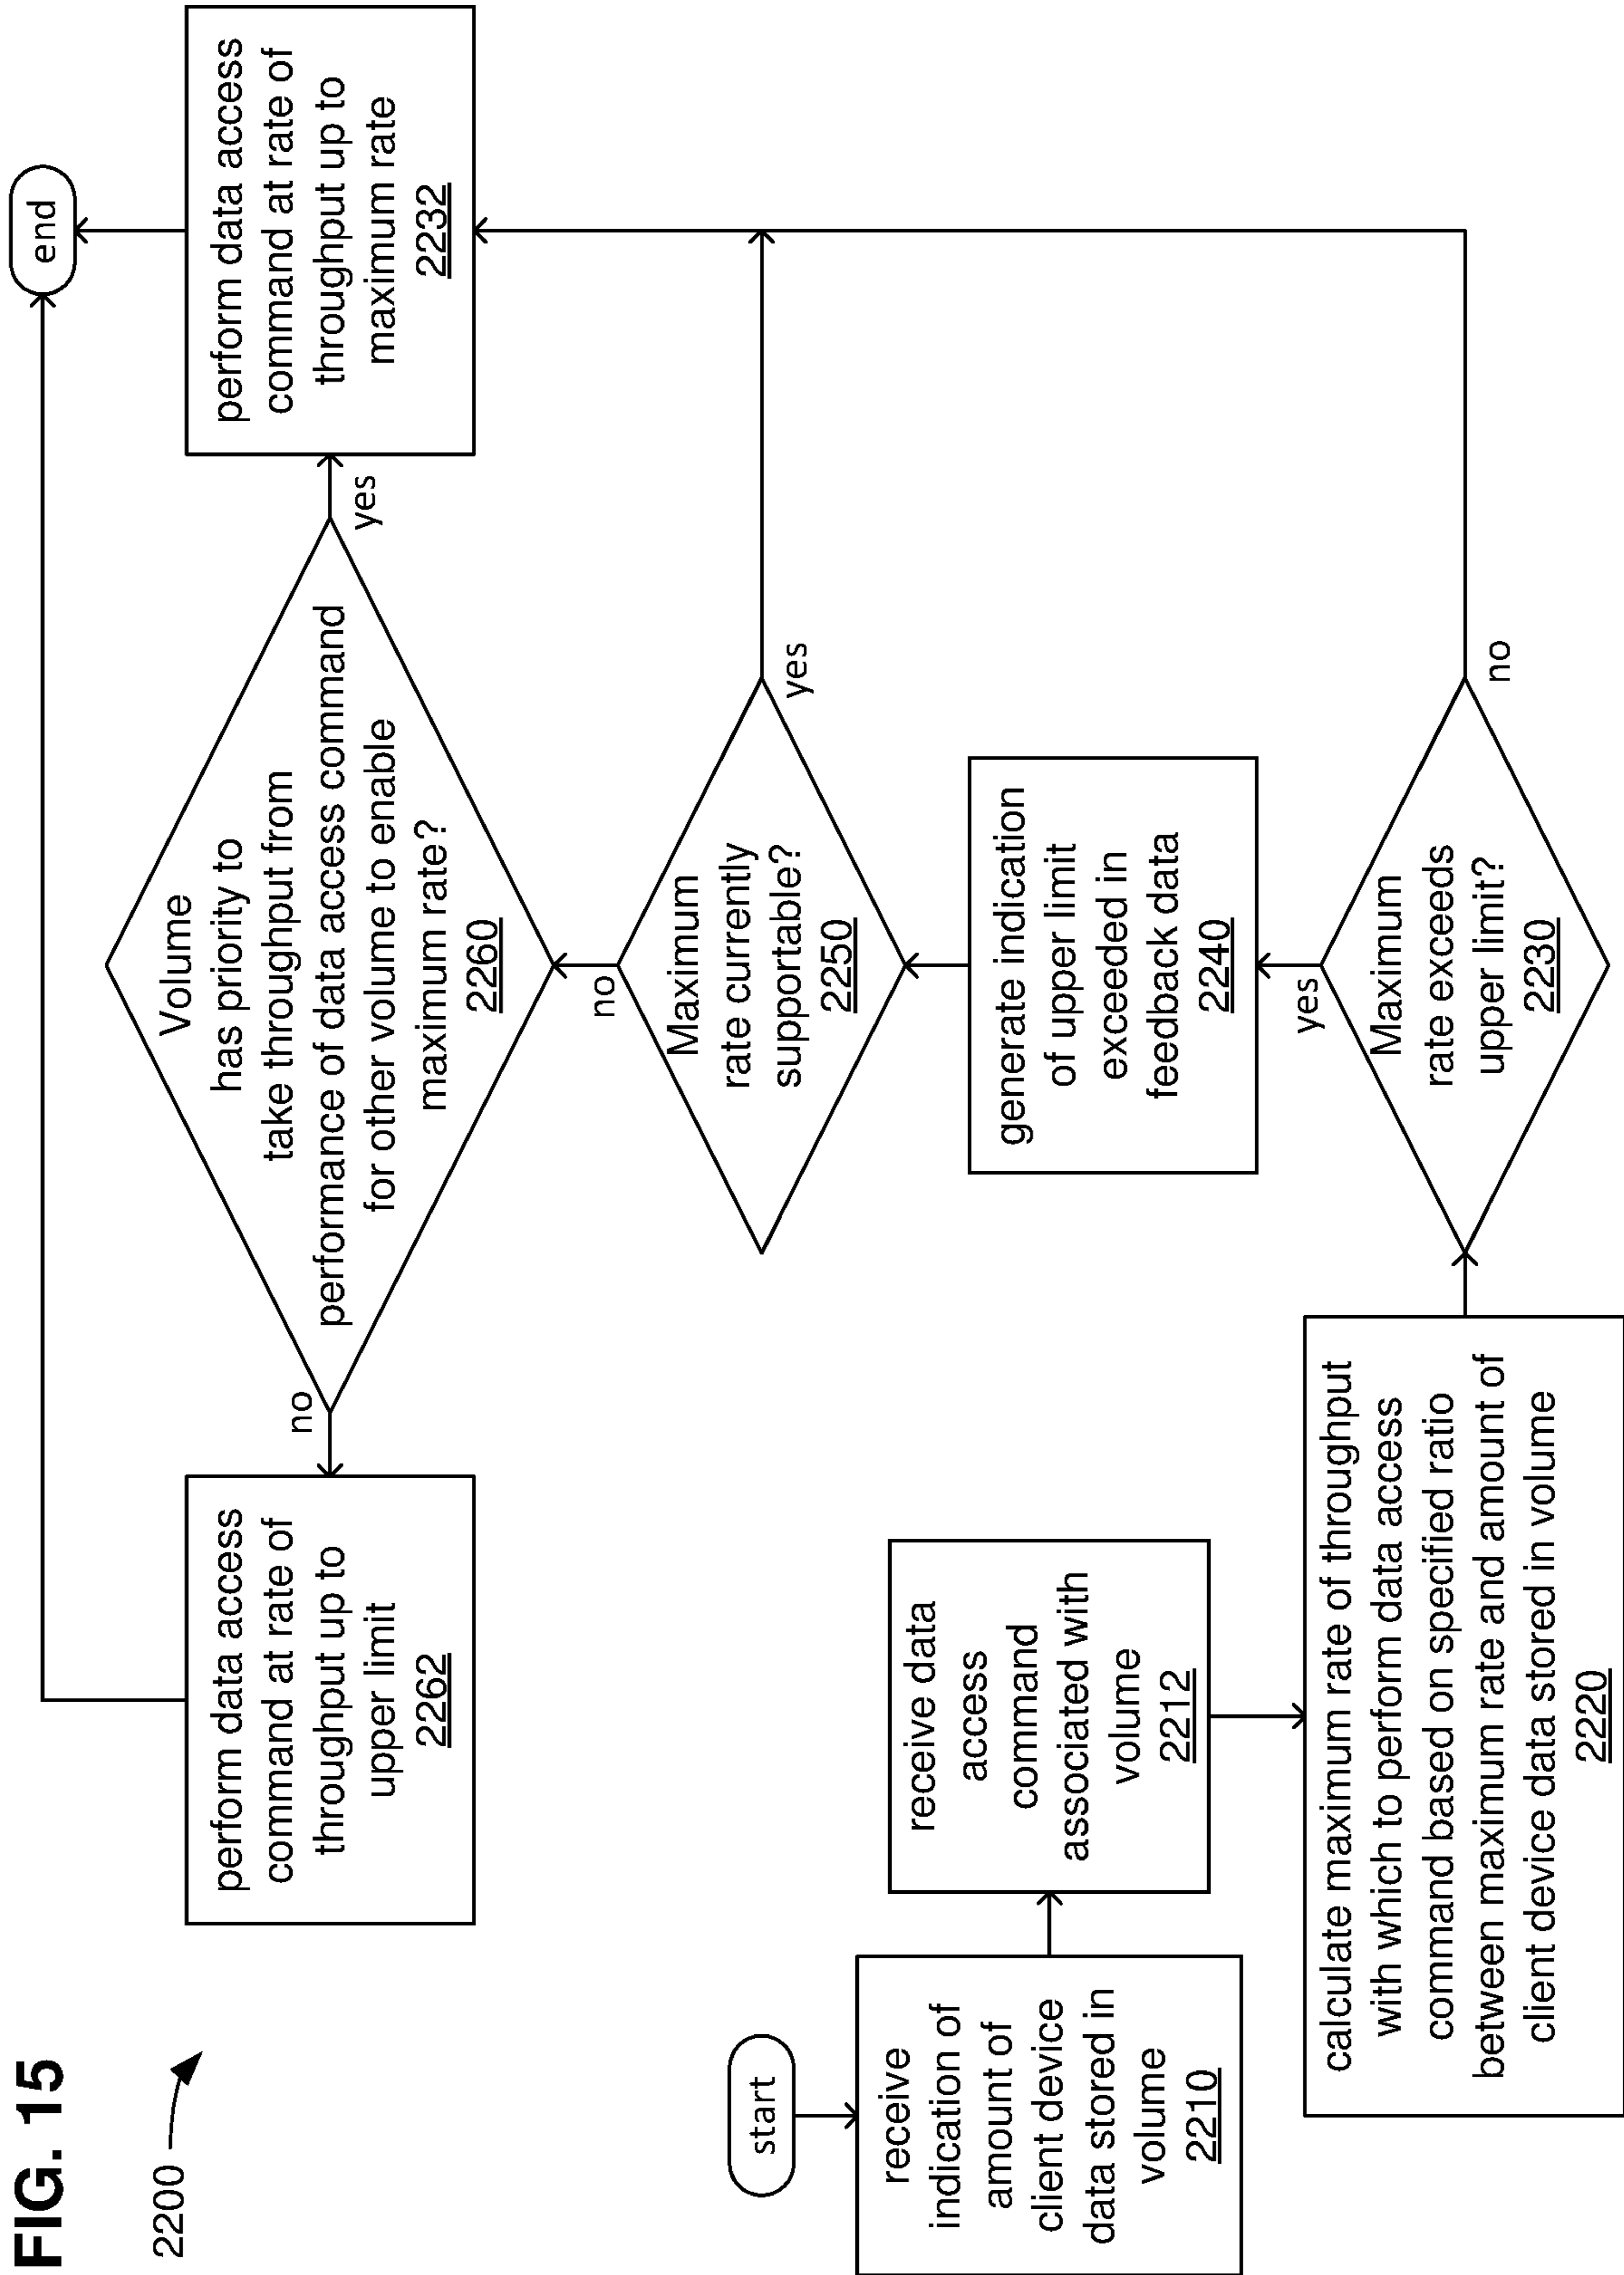 FIG. 15
2200
start
receive
indication of
amount of
client device
data stored in
volume
2210
receive data
access
command
associated with
volume
2212
calculate maximum rate of throughput
with which to perform data access
command based on specified ratio
between maximum rate and amount of
client device data stored in volume
2220
Maximum
rate exceeds
upper limit?
2230
yes
no
generate indication
of upper limit
exceeded in
feedback data
2240
Maximum
rate currently
supportable?
2250
no
yes
Volume
has priority to
take throughput from
performance of data access command
for other volume to enable
maximum rate?
2260
no
yes
perform data access
command at rate of
throughput up to
upper limit
2262
perform data access
command at rate of
throughput up to
maximum rate
2232
end